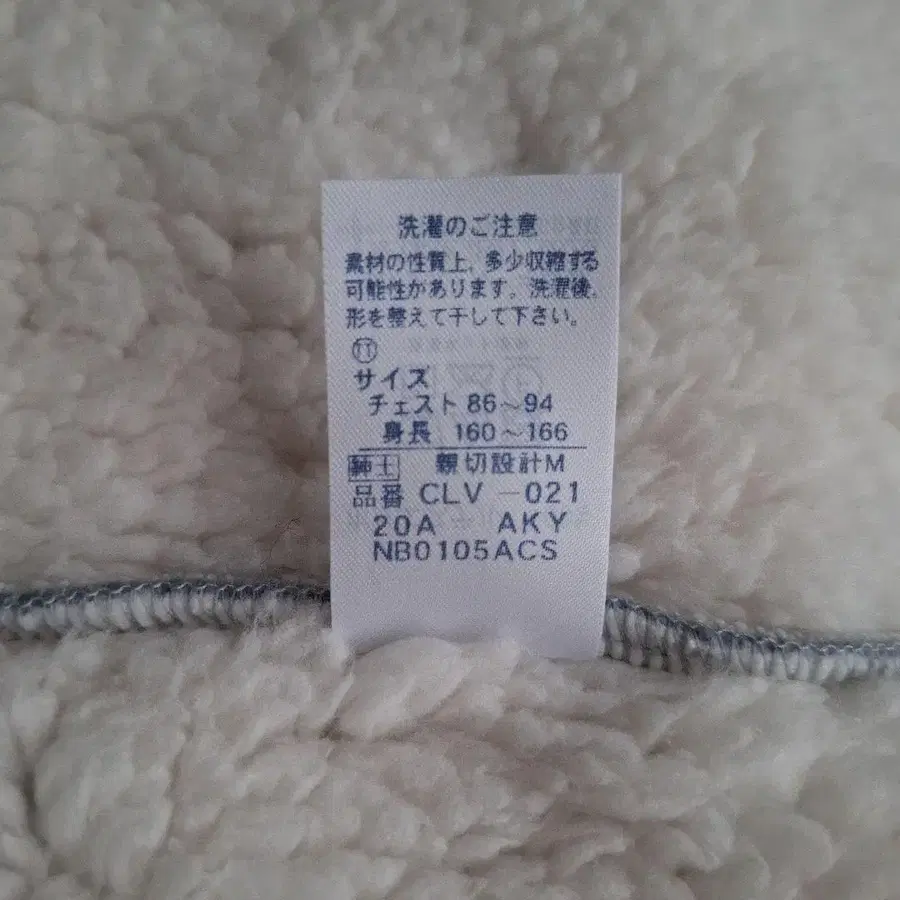 洗濯のご注意
素材の性質上、多少収縮する
可能性があります。洗濯後、
形を整えて干して下さい。
⑪
サイズ
チェスト 86～94
身長 160～166
紳士 親切設計M
品番 CLV-021
20A AKY
NB0105ACS